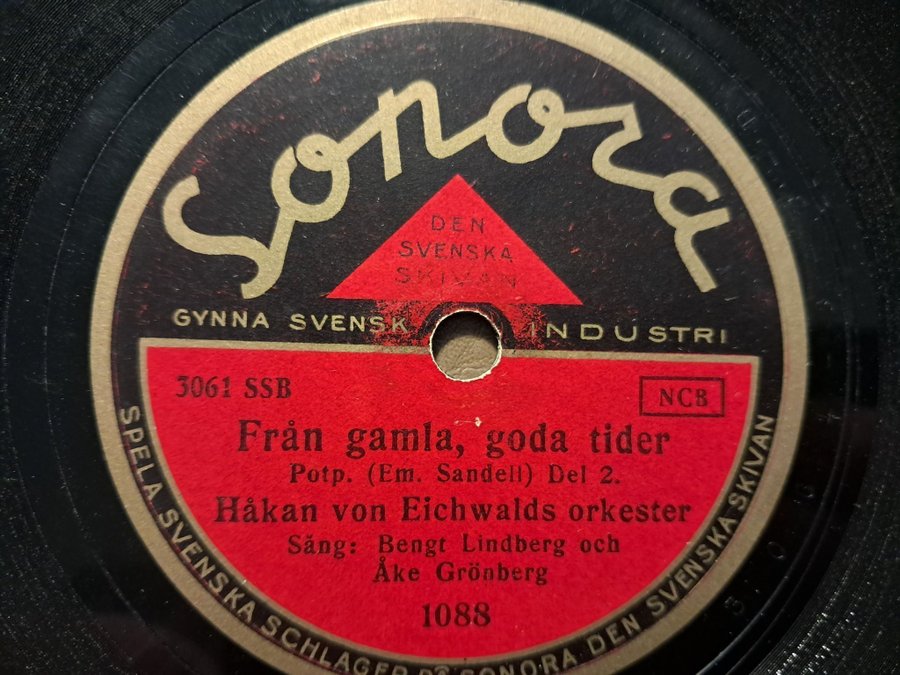 Sonora
DEN
SVENSKA
SKIVAN
GYNNA SVENSK INDUSTRI
3061 SSB
NCB
Från gamla, goda tider
Potp. (Em. Sandell) Del 2.
Håkan von Eichwalds orkester
Sång: Bengt Lindberg och
Åke Grönberg
1088
SPELA SVENSKA SCHLAGER PÅ SONORA DEN SVENSKA SKIVAN